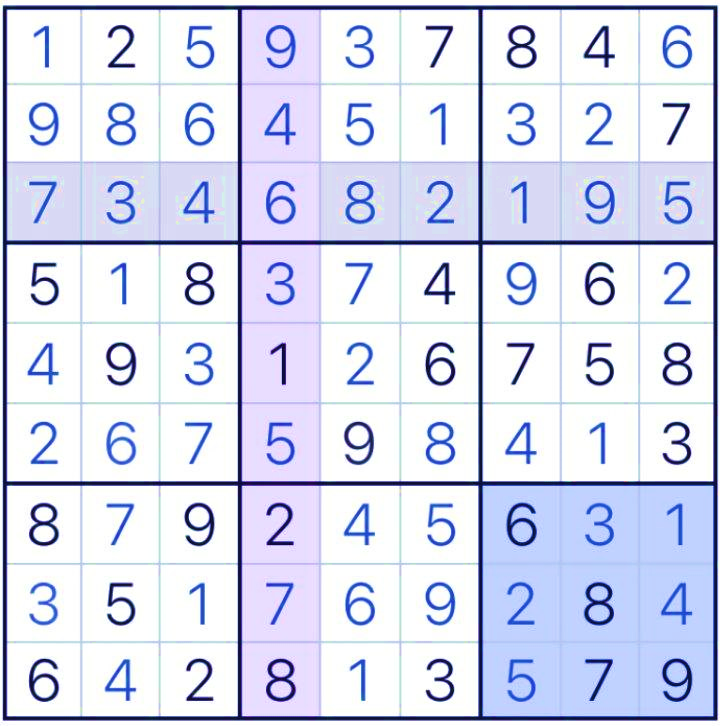 1 2 5 9 3 7 8 4 6
9 8 6 4 5 1 3 2 7
7 3 4 6 8 2 1 9 5
5 1 8 3 7 4 9 6 2
4 9 3 1 2 6 7 5 8
2 6 7 5 9 8 4 1 3
8 7 9 2 4 5 6 3 1
3 5 1 7 6 9 2 8 4
6 4 2 8 1 3 5 7 9